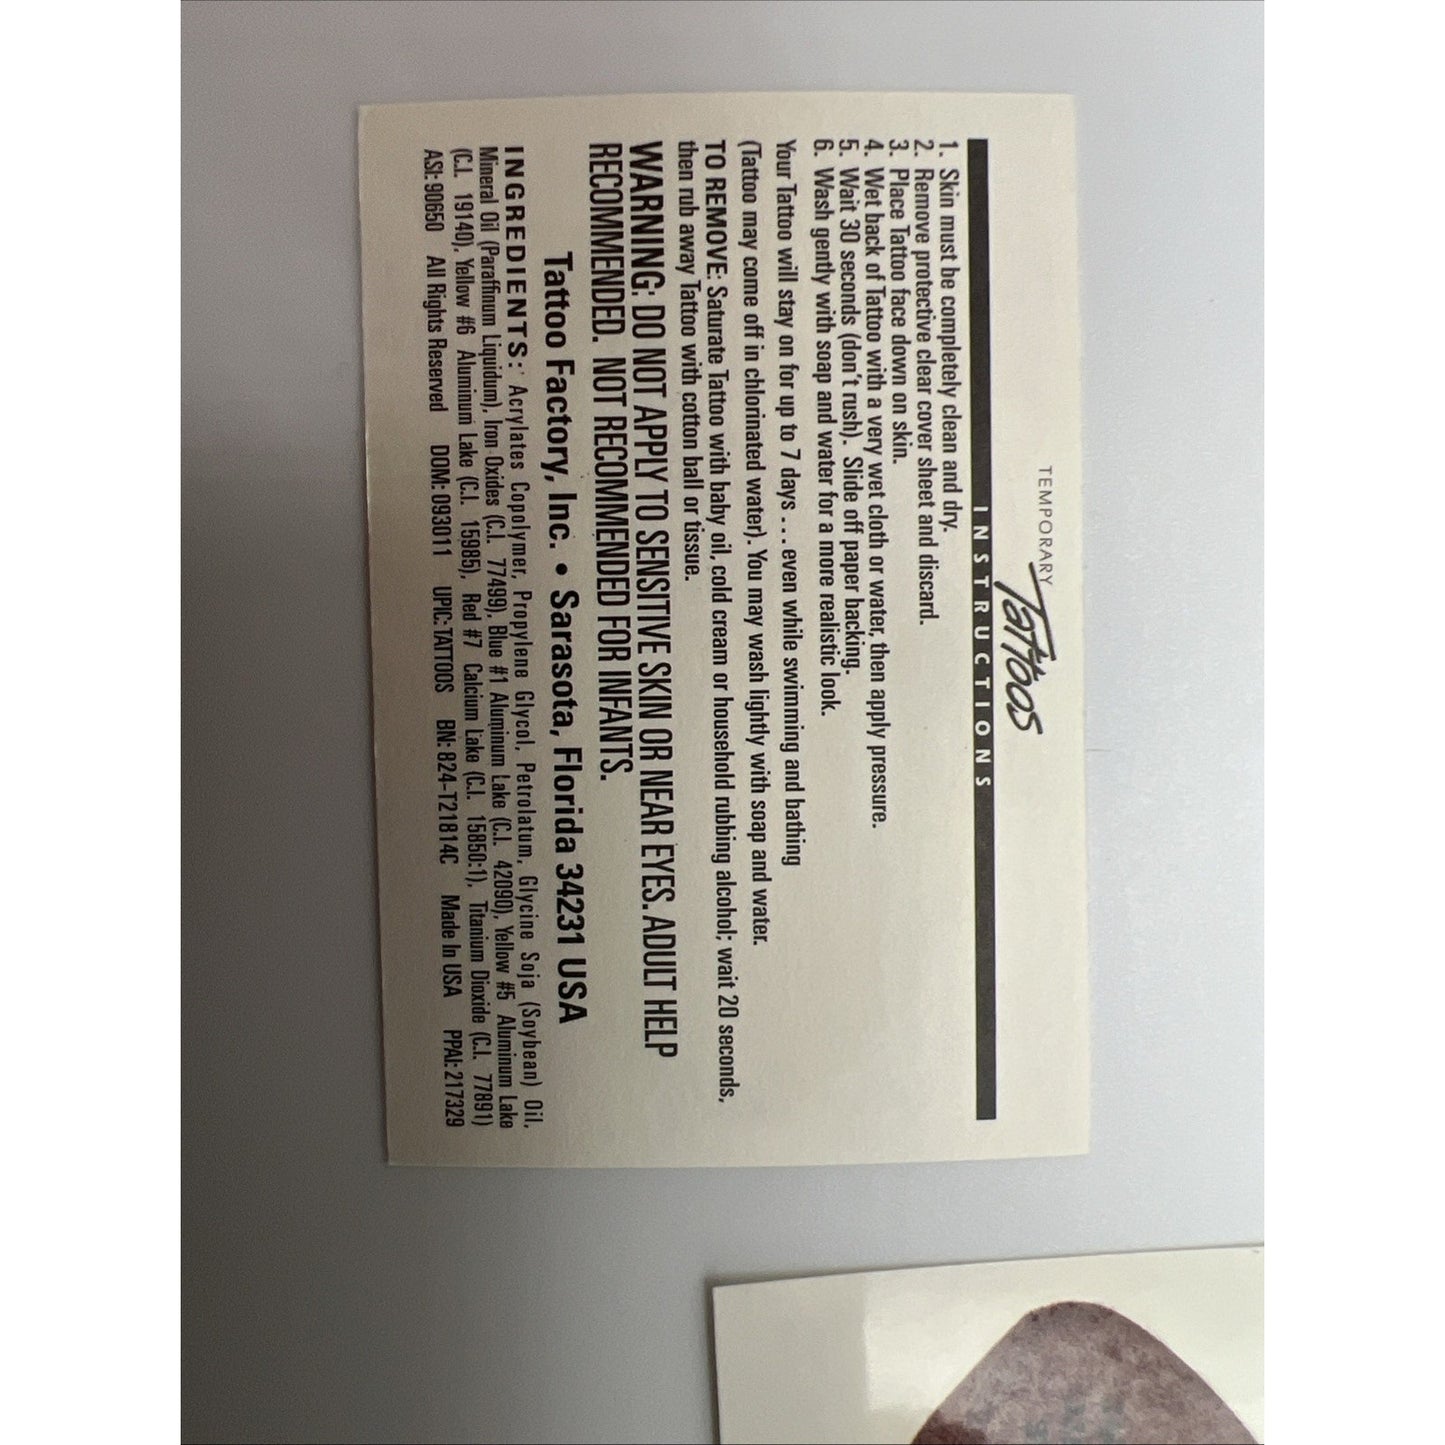 TEMPORARY Tattoos
INSTRUCTIONS
1. Skin must be completely clean and dry.
2. Remove protective clear cover sheet and discard.
3. Place Tattoo face down on skin.
4. Wet back of Tattoo with a very wet cloth or water, then apply pressure.
5. Wait 30 seconds (don't rush). Slide off paper backing.
6. Wash gently with soap and water for a more realistic look.
Your Tattoo will stay on for up to 7 days . . . even while swimming and bathing
(Tattoo may come off in chlorinated water). You may wash lightly with soap and water.
TO REMOVE: Saturate Tattoo with baby oil, cold cream or household rubbing alcohol; wait 20 seconds,
then rub away Tattoo with cotton ball or tissue.
WARNING: DO NOT APPLY TO SENSITIVE SKIN OR NEAR EYES. ADULT HELP
RECOMMENDED. NOT RECOMMENDED FOR INFANTS.
Tattoo Factory, Inc. • Sarasota, Florida 34231 USA
INGREDIENTS: Acrylates Copolymer, Propylene Glycol, Petrolatum, Glycine Soja (Soybean) Oil,
Mineral Oil (Paraffinum Liquidum), Iron Oxides (C.I. 77499), Blue #1 Aluminum Lake (C.I. 42090), Yellow #5 Aluminum Lake
(C.I. 19140), Yellow #6 Aluminum Lake (C.I. 15985), Red #7 Calcium Lake (C.I. 15850:1), Titanium Dioxide (C.I. 77891)
ASI: 90650 All Rights Reserved DOM: 093011 UPIC: TATTOOS BN: 824-T21814C Made In USA PPAI: 217329